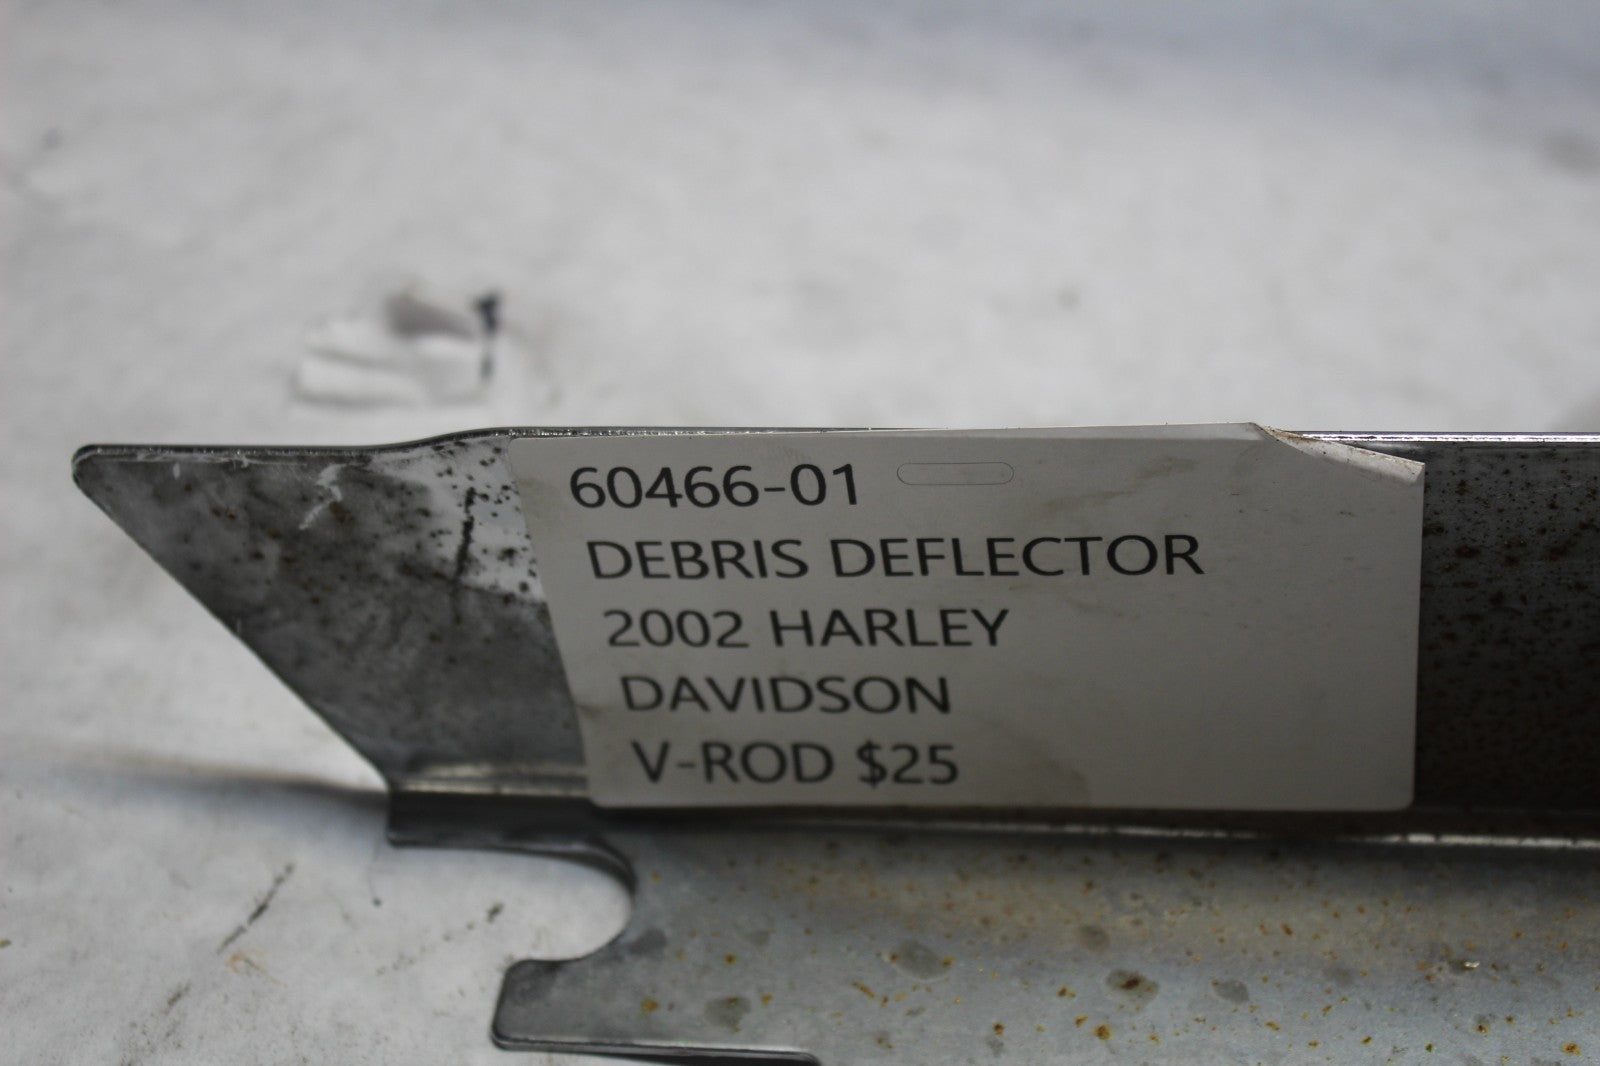 60466-01
DEBRIS DEFLECTOR
2002 HARLEY
DAVIDSON
V-ROD $25